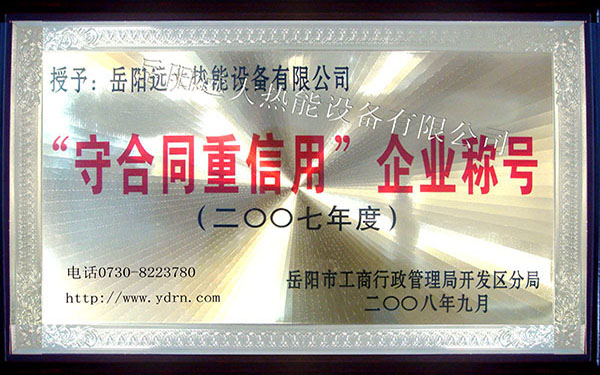 授予：岳阳远大热能设备有限公司
“守合同重信用”企业称号
（二〇〇七年度）
电话0730-8223780
http://www.ydrn.com
岳阳市工商行政管理局开发区分局
二〇〇八年九月